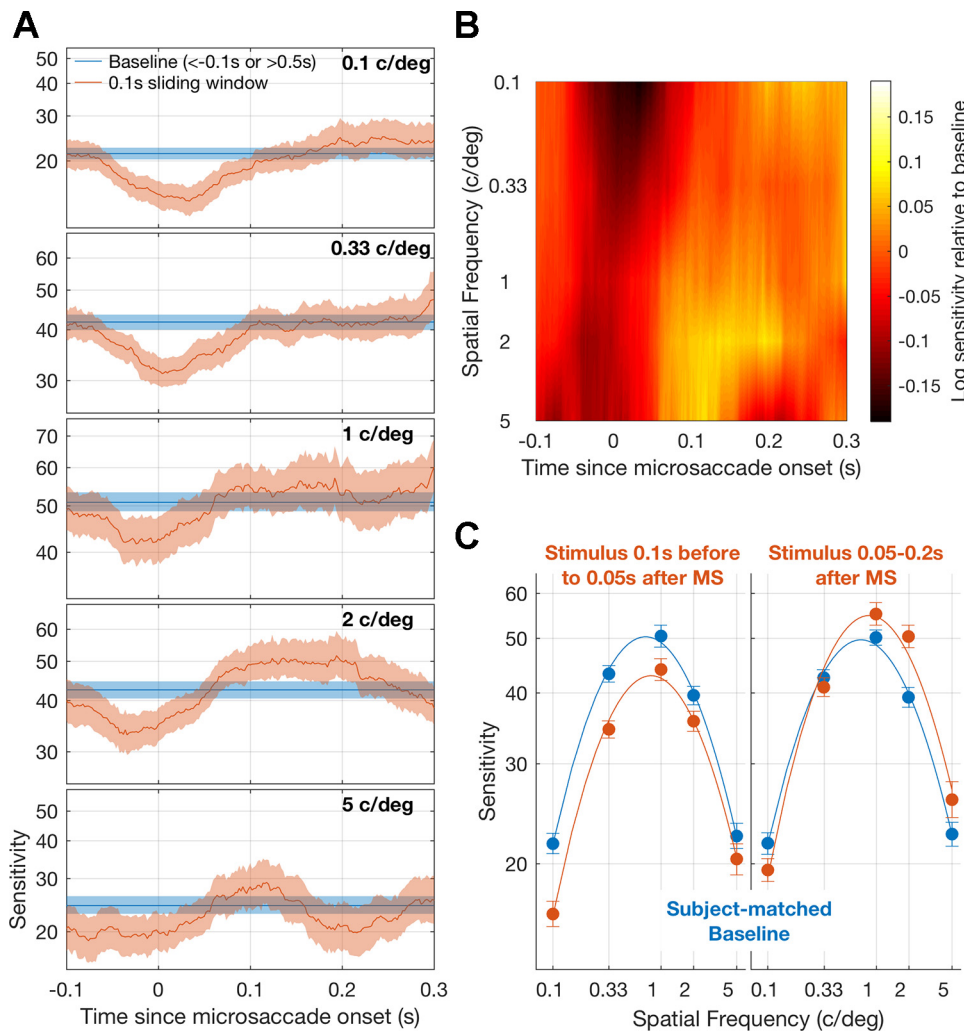 A
Baseline (<-0.1s or >0.5s)
0.1s sliding window
0.1 c/deg
50
40
30
20
0.33 c/deg
60
50
40
30
1 c/deg
70
60
50
40
2 c/deg
60
50
40
30
5 c/deg
50
40
30
20
Sensitivity
-0.1
0
0.1
0.2
0.3
Time since microsaccade onset (s)
B
0.1
0.33
1
2
5
Spatial Frequency (c/deg)
-0.1
0
0.1
0.2
0.3
Time since microsaccade onset (s)
0.15
0.1
0.05
0
-0.05
-0.1
-0.15
Log sensitivity relative to baseline
C
Stimulus 0.1s before
to 0.05s after MS
Stimulus 0.05-0.2s
after MS
60
50
40
30
20
Sensitivity
Subject-matched
Baseline
0.1
0.33
1
2
5
0.1
0.33
1
2
5
Spatial Frequency (c/deg)